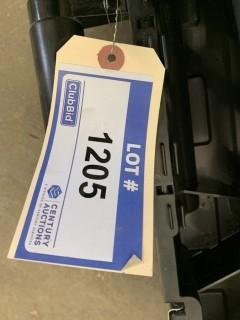 LOT #
1205
ClubBid
CENTURY
AUCTIONS